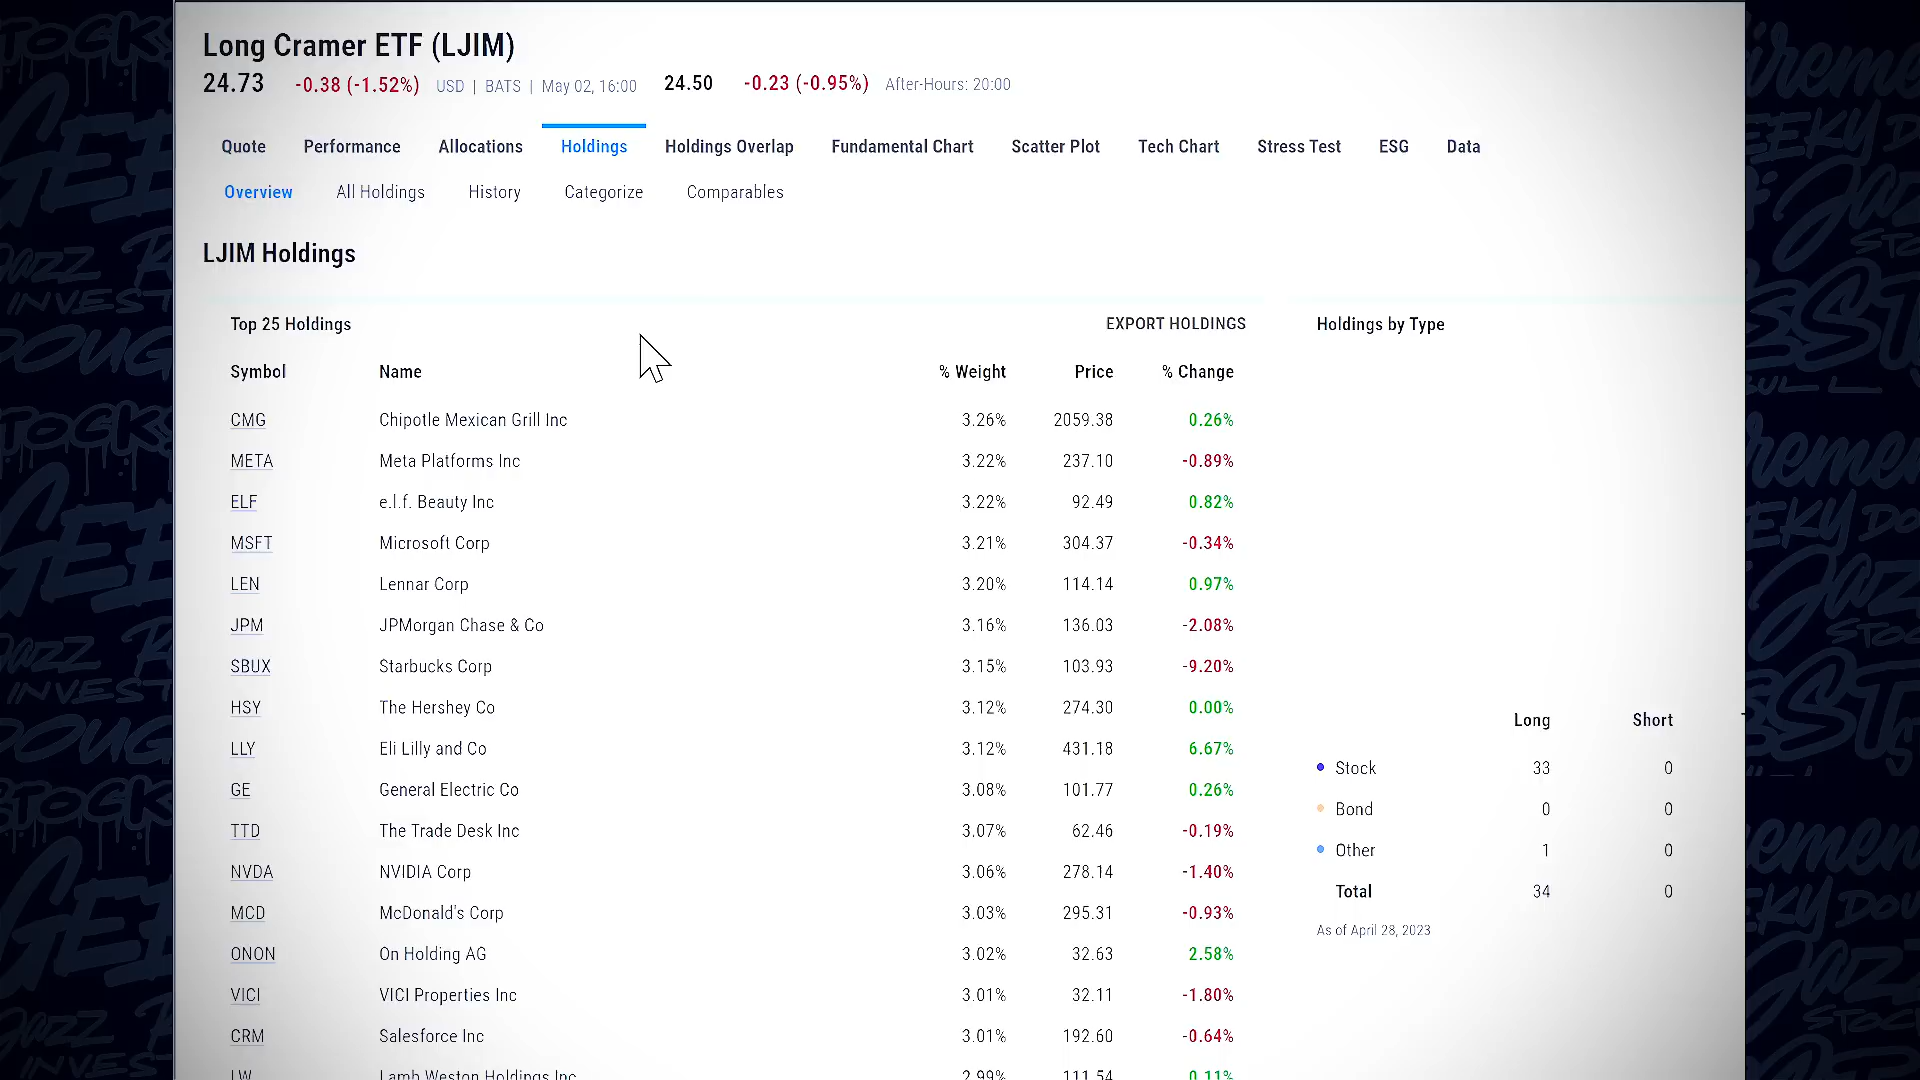 Long Cramer ETF (LJIM)
24.73 -0.38 (-1.52%) USD | BATS | May 02, 16:00 24.50 -0.23 (-0.95%) After-Hours: 20:00
Quote Performance Allocations Holdings Holdings Overlap Fundamental Chart Scatter Plot Tech Chart Stress Test ESG Data
Overview All Holdings History Categorize Comparables
LJIM Holdings
Top 25 Holdings EXPORT HOLDINGS
Symbol Name % Weight Price % Change
CMG Chipotle Mexican Grill Inc 3.26% 2059.38 0.26%
META Meta Platforms Inc 3.22% 237.10 -0.89%
ELF e.l.f. Beauty Inc 3.22% 92.49 0.82%
MSFT Microsoft Corp 3.21% 304.37 -0.34%
LEN Lennar Corp 3.20% 114.14 0.97%
JPM JPMorgan Chase & Co 3.16% 136.03 -2.08%
SBUX Starbucks Corp 3.15% 103.93 -9.20%
HSY The Hershey Co 3.12% 274.30 0.00%
LLY Eli Lilly and Co 3.12% 431.18 6.67%
GE General Electric Co 3.08% 101.77 0.26%
TTD The Trade Desk Inc 3.07% 62.46 -0.19%
NVDA NVIDIA Corp 3.06% 278.14 -1.40%
MCD McDonald's Corp 3.03% 295.31 -0.93%
ONON On Holding AG 3.02% 32.63 2.58%
VICI VICI Properties Inc 3.01% 32.11 -1.80%
CRM Salesforce Inc 3.01% 192.60 -0.64%
LW Lamb Weston Holdings Inc 2.99% 111.54 0.11%
Holdings by Type
Long Short
Stock 33 0
Bond 0 0
Other 1 0
Total 34 0
As of April 28, 2023